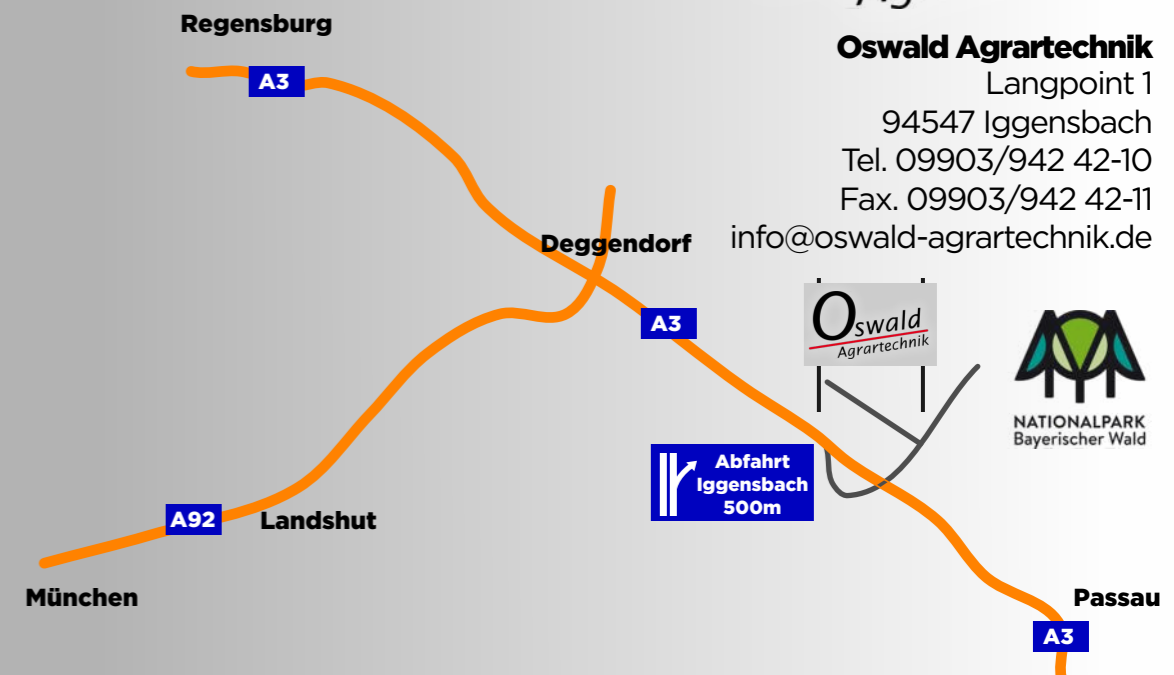 Regensburg
A3
Oswald Agrartechnik
Langpoint 1
94547 Iggensbach
Tel. 09903/942 42-10
Fax. 09903/942 42-11
info@oswald-agrartechnik.de
Deggendorf
A3
Oswald
Agrartechnik
NATIONALPARK
Bayerischer Wald
Abfahrt
Iggensbach
500m
A92
Landshut
München
Passau
A3